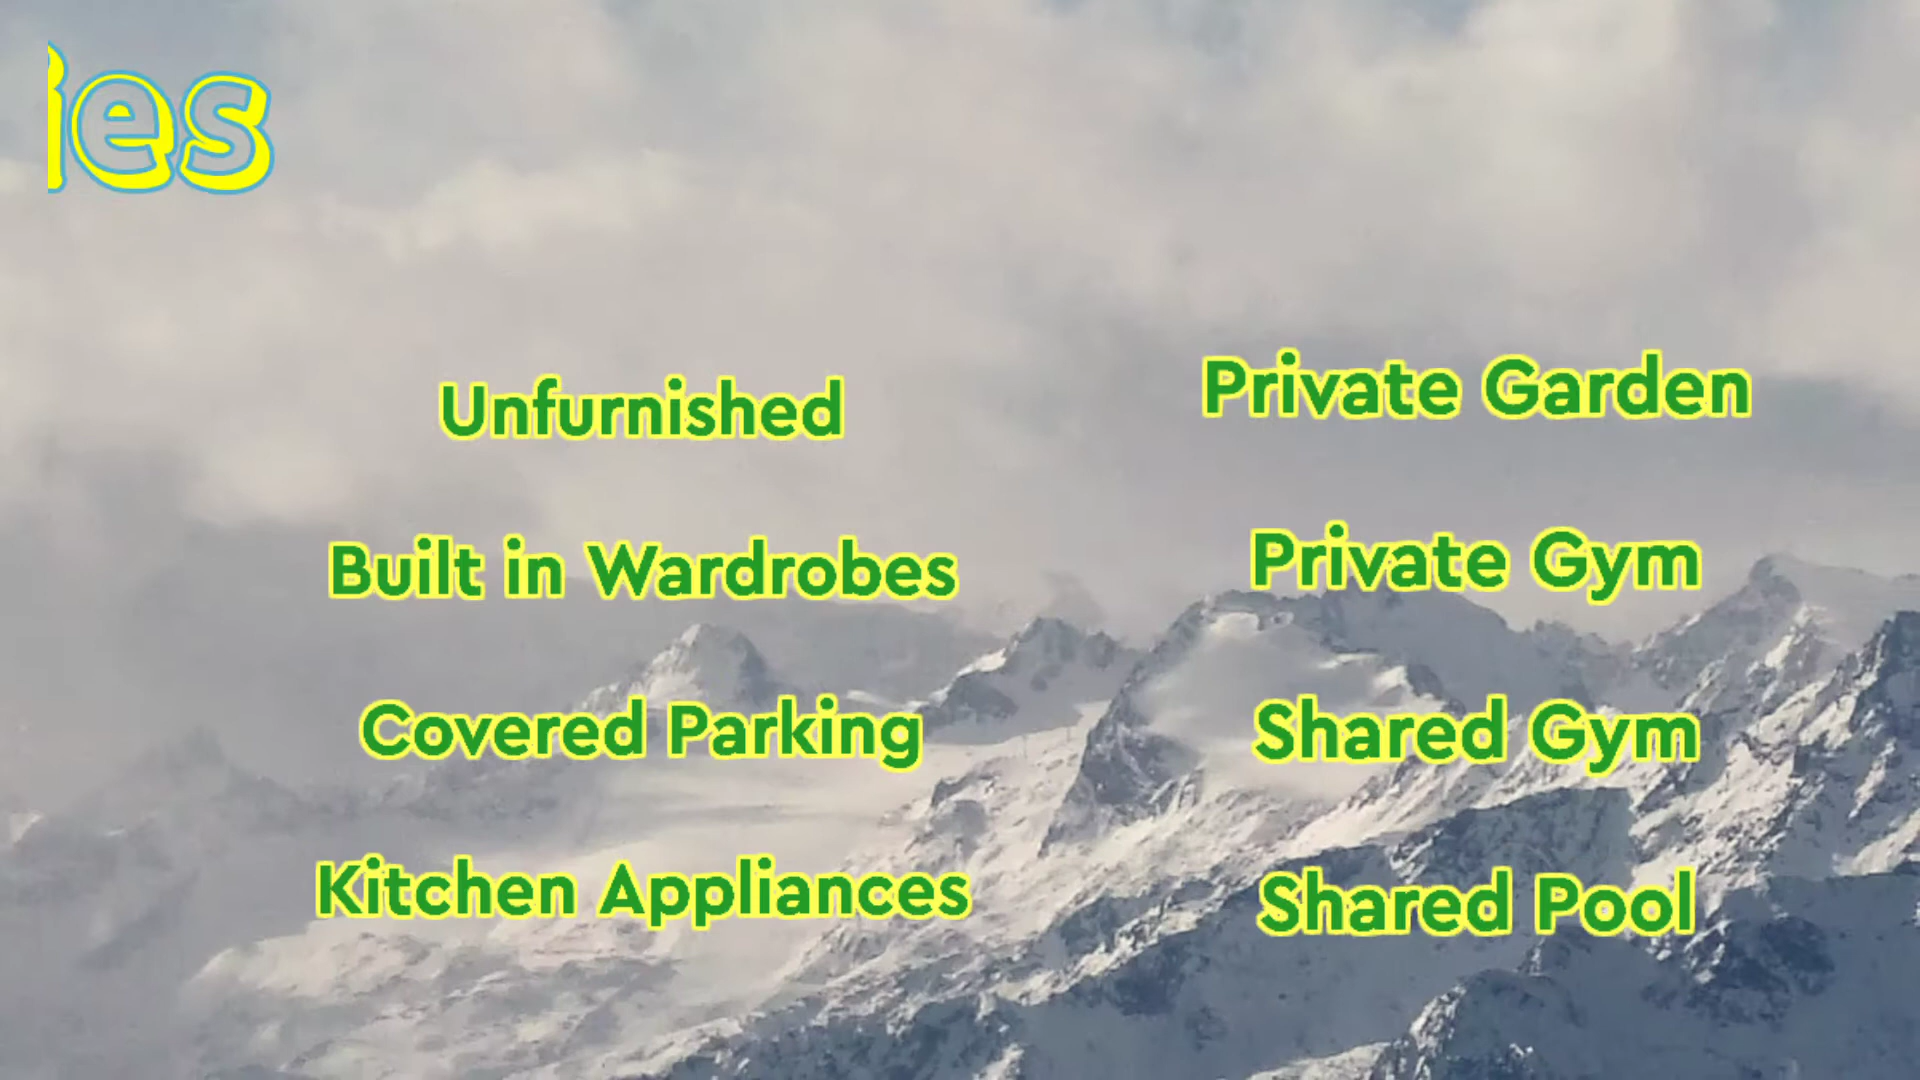 ies
Unfurnished
Built in Wardrobes
Covered Parking
Kitchen Appliances
Private Garden
Private Gym
Shared Gym
Shared Pool